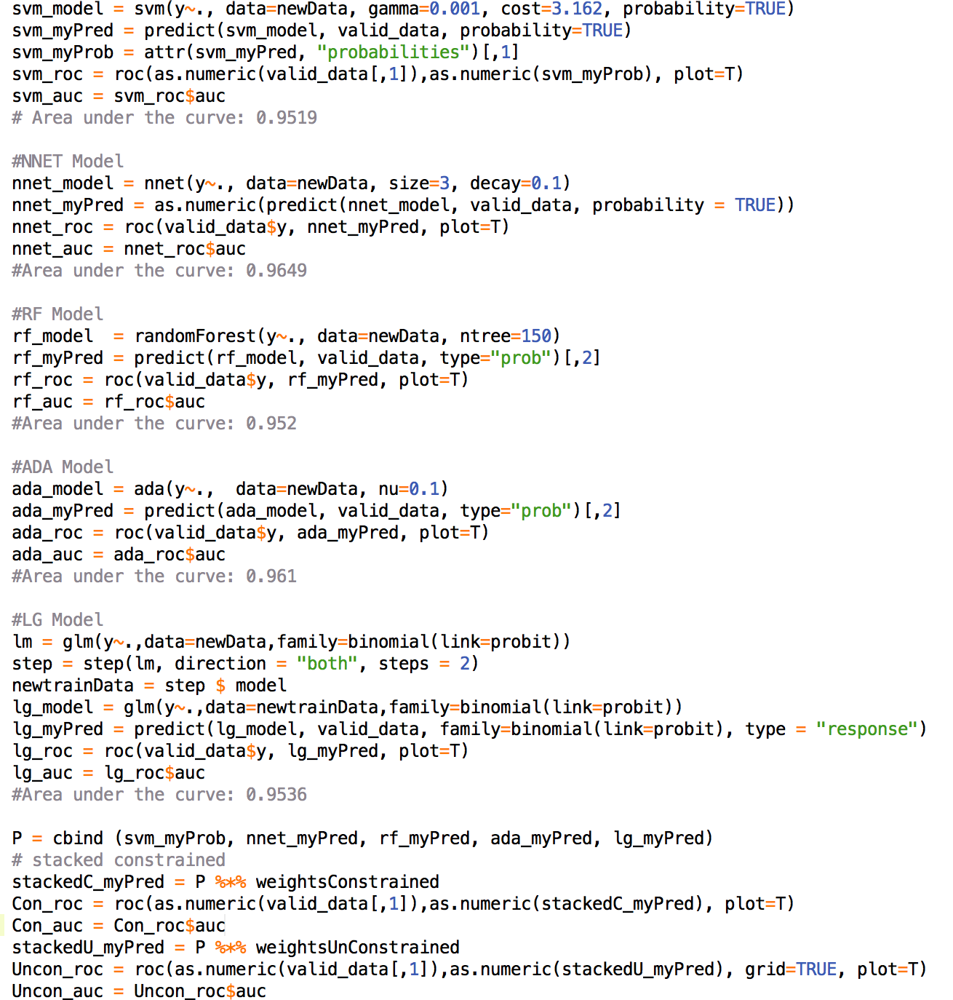 svm_model = svm(y~., data=newData, gamma=0.001, cost=3.162, probability=TRUE)
svm_myPred = predict(svm_model, valid_data, probability=TRUE)
svm_myProb = attr(svm_myPred, "probabilities")[,1]
svm_roc = roc(as.numeric(valid_data[,1]),as.numeric(svm_myProb), plot=T)
svm_auc = svm_roc$auc
# Area under the curve: 0.9519

#NNET Model
nnet_model = nnet(y~., data=newData, size=3, decay=0.1)
nnet_myPred = as.numeric(predict(nnet_model, valid_data, probability = TRUE))
nnet_roc = roc(valid_data$y, nnet_myPred, plot=T)
nnet_auc = nnet_roc$auc
#Area under the curve: 0.9649

#RF Model
rf_model  = randomForest(y~., data=newData, ntree=150)
rf_myPred = predict(rf_model, valid_data, type="prob")[,2]
rf_roc = roc(valid_data$y, rf_myPred, plot=T)
rf_auc = rf_roc$auc
#Area under the curve: 0.952

#ADA Model
ada_model = ada(y~.,  data=newData, nu=0.1)
ada_myPred = predict(ada_model, valid_data, type="prob")[,2]
ada_roc = roc(valid_data$y, ada_myPred, plot=T)
ada_auc = ada_roc$auc
#Area under the curve: 0.961

#LG Model
lm = glm(y~.,data=newData,family=binomial(link=probit))
step = step(lm, direction = "both", steps = 2)
newtrainData = step $ model
lg_model = glm(y~.,data=newtrainData,family=binomial(link=probit))
lg_myPred = predict(lg_model, valid_data, family=binomial(link=probit), type = "response")
lg_roc = roc(valid_data$y, lg_myPred, plot=T)
lg_auc = lg_roc$auc
#Area under the curve: 0.9536

P = cbind (svm_myProb, nnet_myPred, rf_myPred, ada_myPred, lg_myPred)
# stacked constrained
stackedC_myPred = P %*% weightsConstrained
Con_roc = roc(as.numeric(valid_data[,1]),as.numeric(stackedC_myPred), plot=T)
Con_auc = Con_roc$auc
stackedU_myPred = P %*% weightsUnConstrained
Uncon_roc = roc(as.numeric(valid_data[,1]),as.numeric(stackedU_myPred), grid=TRUE, plot=T)
Uncon_auc = Uncon_roc$auc